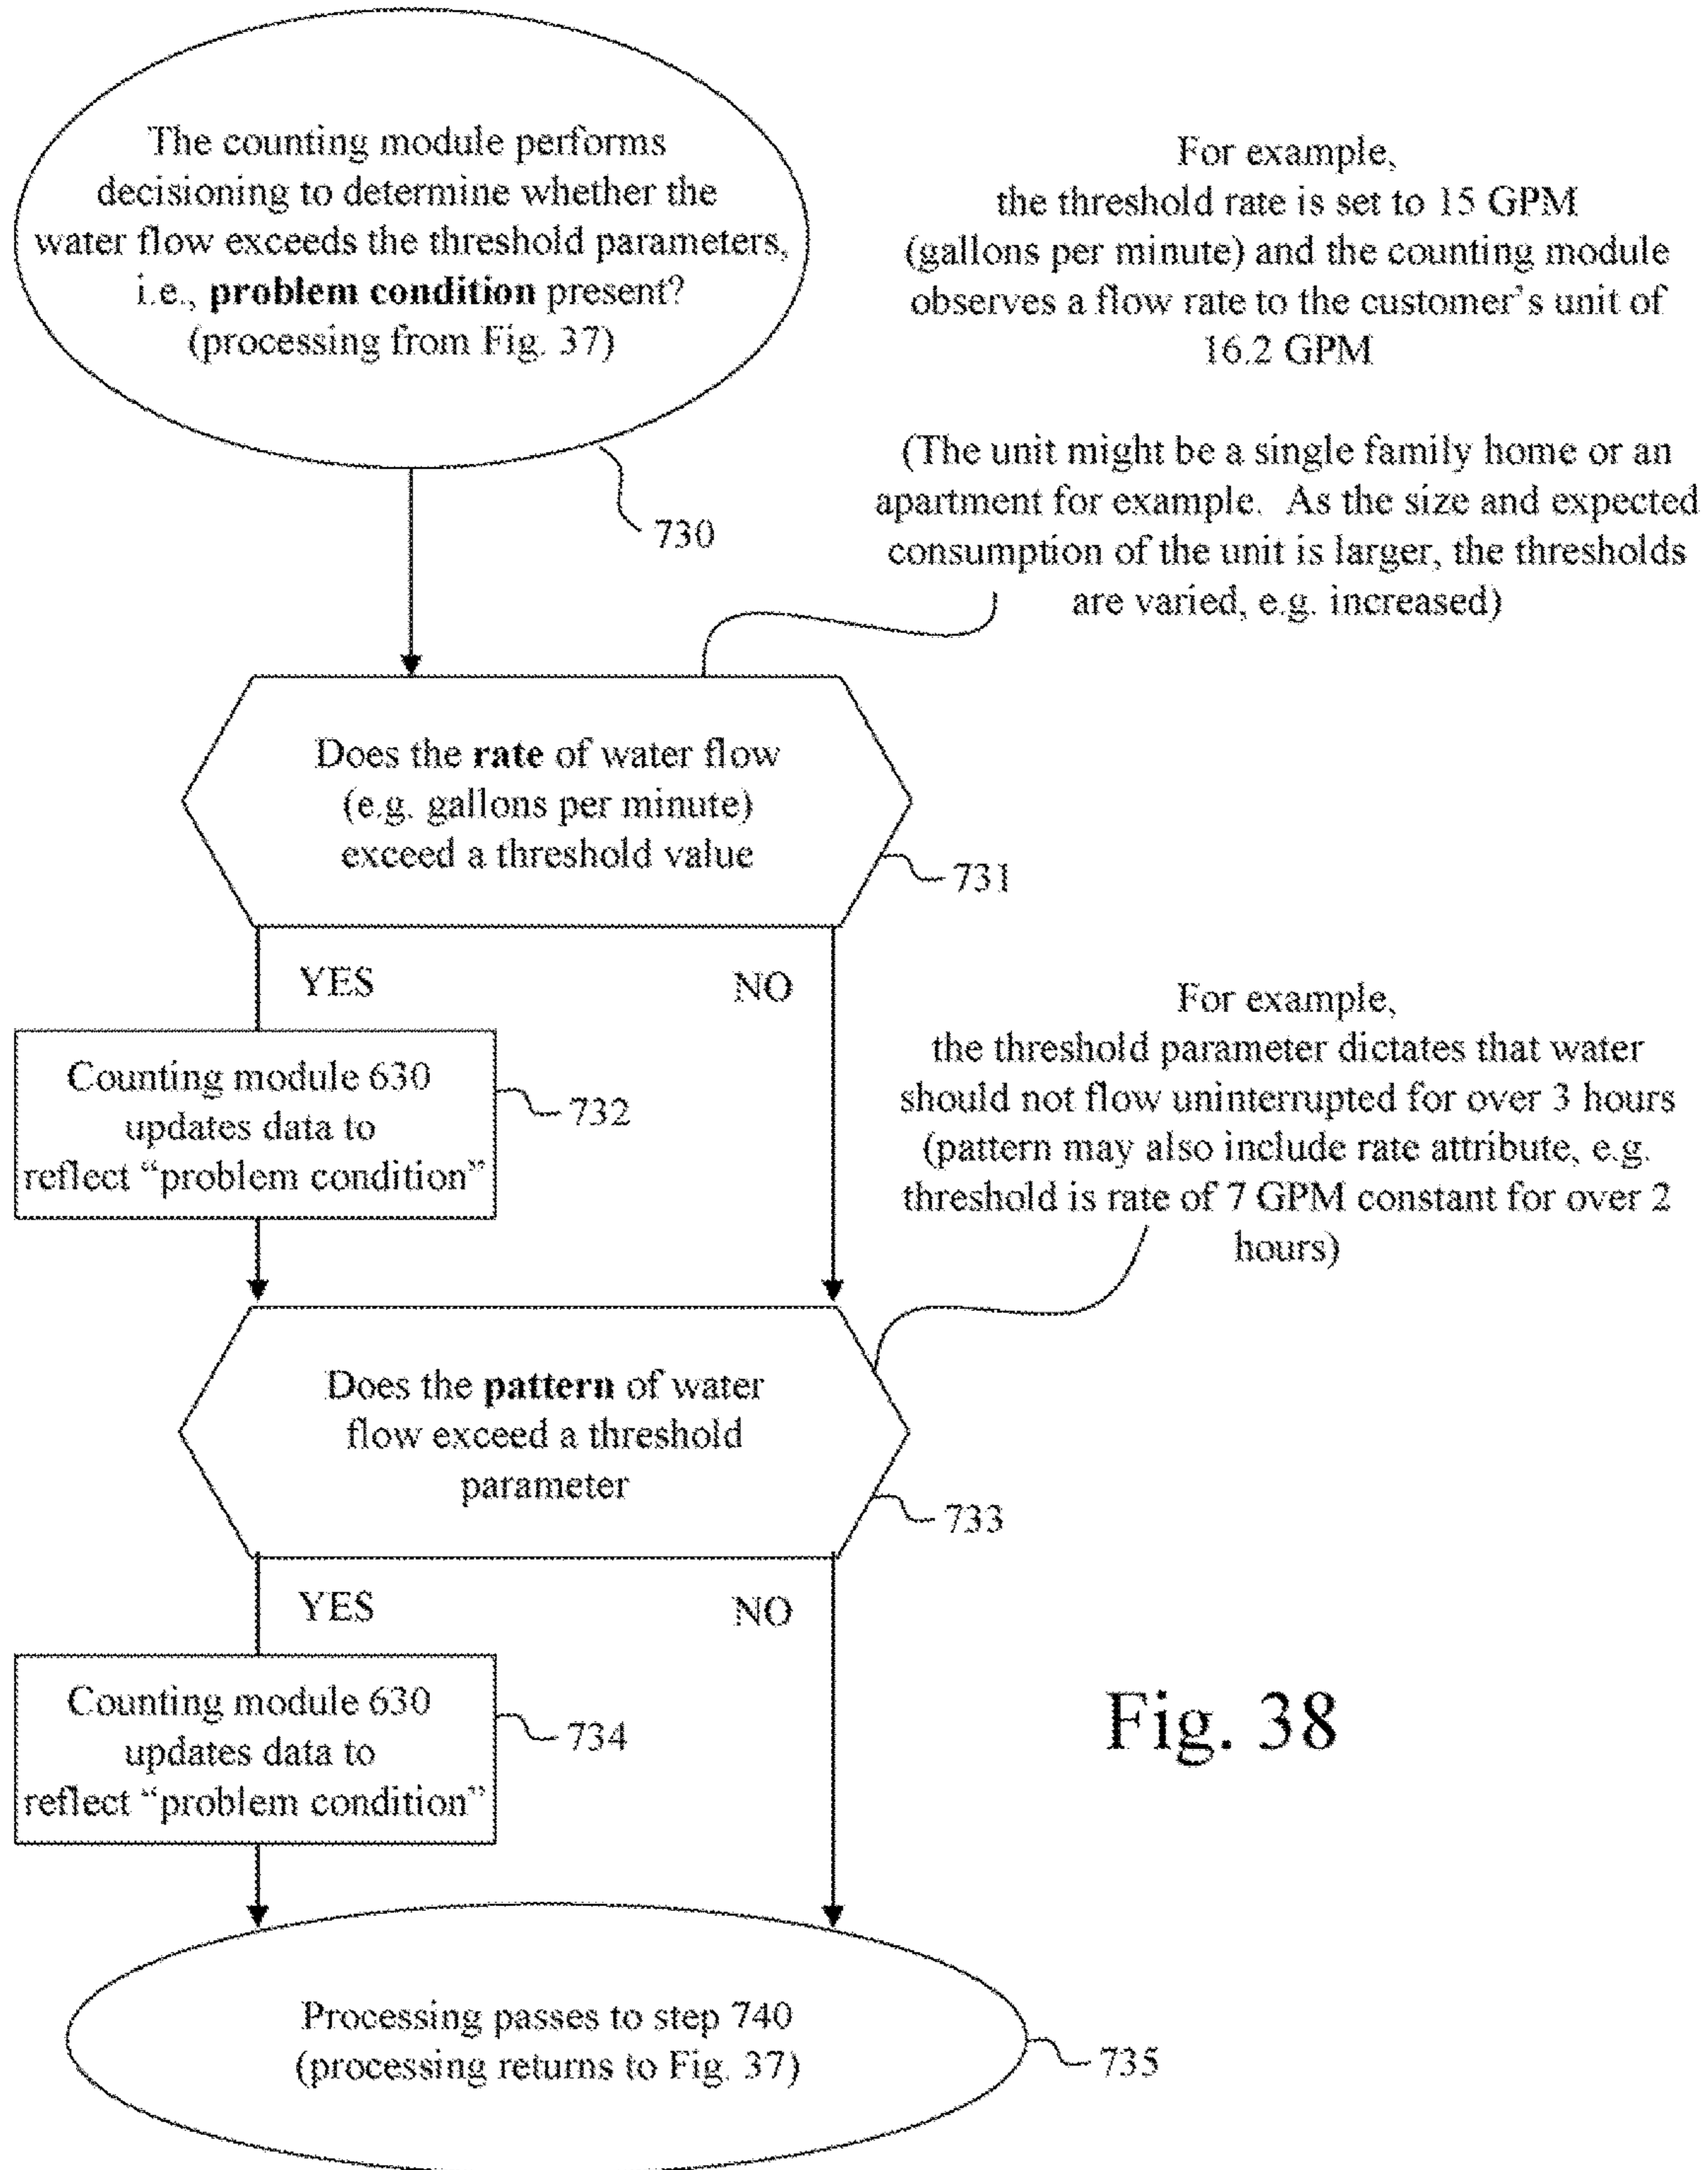 The counting module performs
decisioning to determine whether the
water flow exceeds the threshold parameters,
i.e., problem condition present?
(processing from Fig. 37)
730
For example,
the threshold rate is set to 15 GPM
(gallons per minute) and the counting module
observes a flow rate to the customer's unit of
16.2 GPM
(The unit might be a single family home or an
apartment for example. As the size and expected
consumption of the unit is larger, the thresholds
are varied, e.g. increased)
Does the rate of water flow
(e.g. gallons per minute)
exceed a threshold value
731
YES
NO
Counting module 630
updates data to
reflect “problem condition”
732
For example,
the threshold parameter dictates that water
should not flow uninterrupted for over 3 hours
(pattern may also include rate attribute, e.g.
threshold is rate of 7 GPM constant for over 2
hours)
Does the pattern of water
flow exceed a threshold
parameter
733
YES
NO
Counting module 630
updates data to
reflect “problem condition”
734
Fig. 38
Processing passes to step 740
(processing returns to Fig. 37)
735